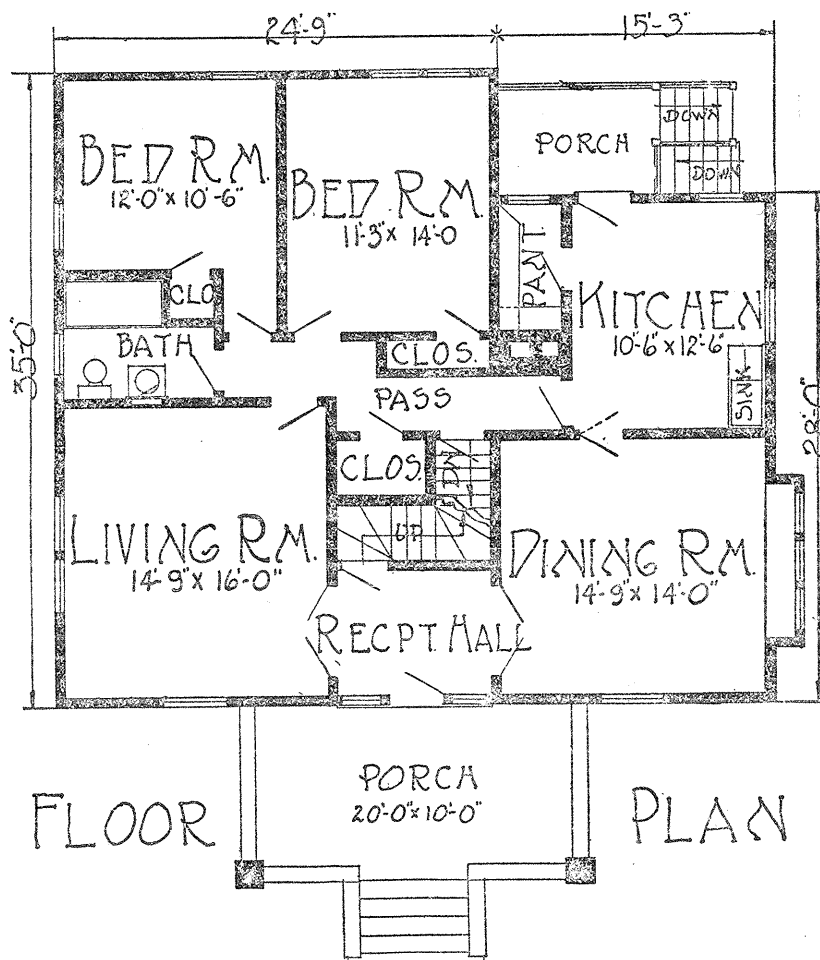 24'-9"
15'-3"
BED RM.
12'-0" x 10'-6"
BED. RM.
11'-3" x 14'-0
PORCH
DOWN
DOWN
PANT.
CLO
KITCHEN
10'-6" x 12'-6"
35'-0"
BATH
CLOS.
PASS
SINK
28'-0"
CLOS.
DN
UP
LIVING RM.
14'-9" x 16'-0"
DINING RM.
14'-9" x 14'-0"
RECPT. HALL
PORCH
20'-0" x 10'-0"
FLOOR PLAN